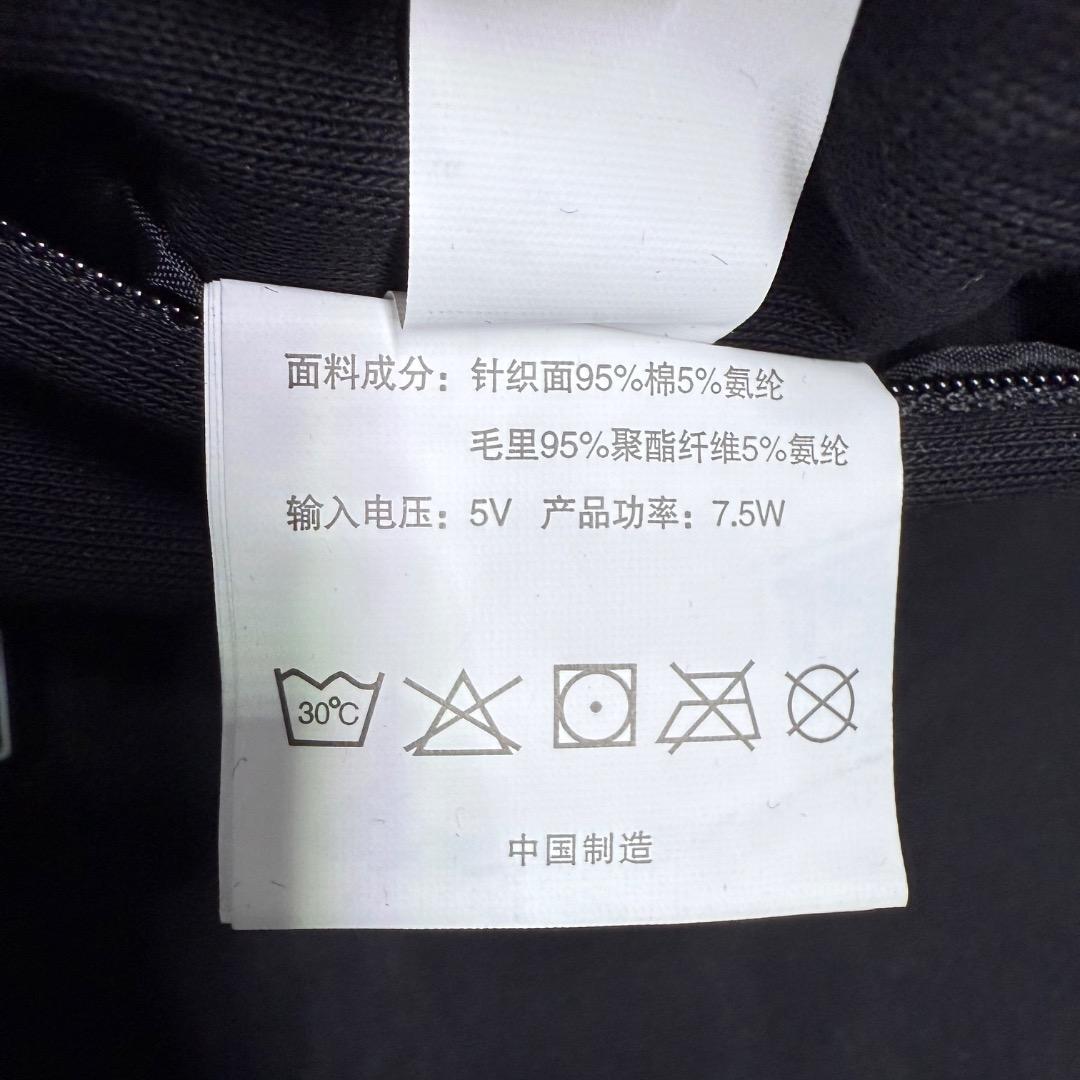 面料成分：针织面95%棉5%氨纶
毛里95%聚酯纤维5%氨纶
输入电压：5V 产品功率：7.5W
30℃
中国制造